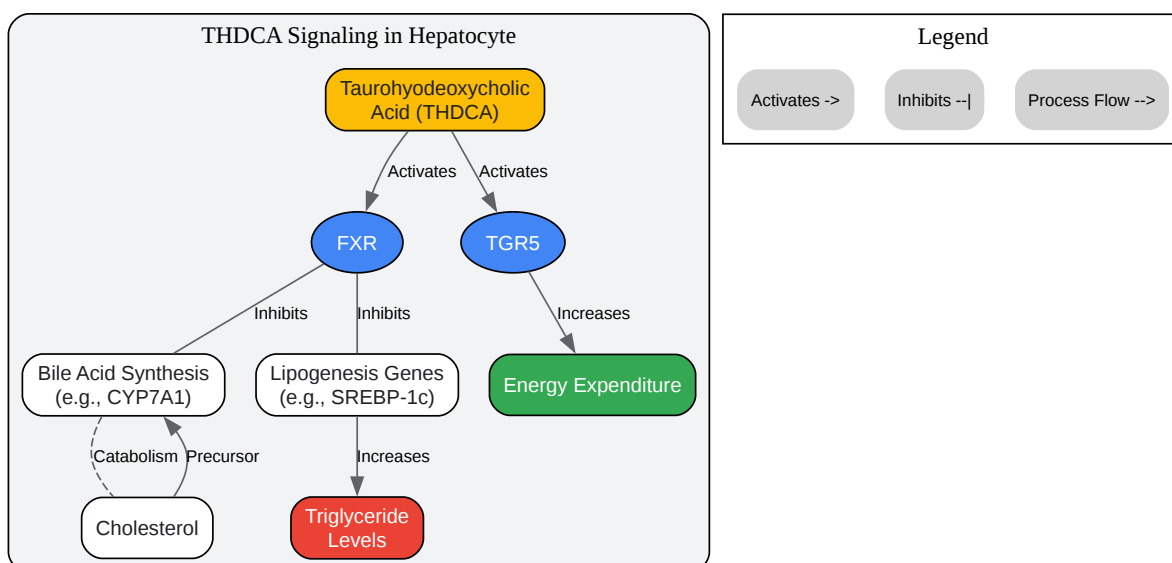 THDCA Signaling in Hepatocyte
Legend
Taurohyodeoxycholic
Acid (THDCA)
Activates ->
Inhibits --|
Process Flow -->
Activates
Activates
FXR
TGR5
Inhibits
Inhibits
Increases
Bile Acid Synthesis
(e.g., CYP7A1)
Lipogenesis Genes
(e.g., SREBP-1c)
Energy Expenditure
Catabolism
Precursor
Increases
Cholesterol
Triglyceride
Levels